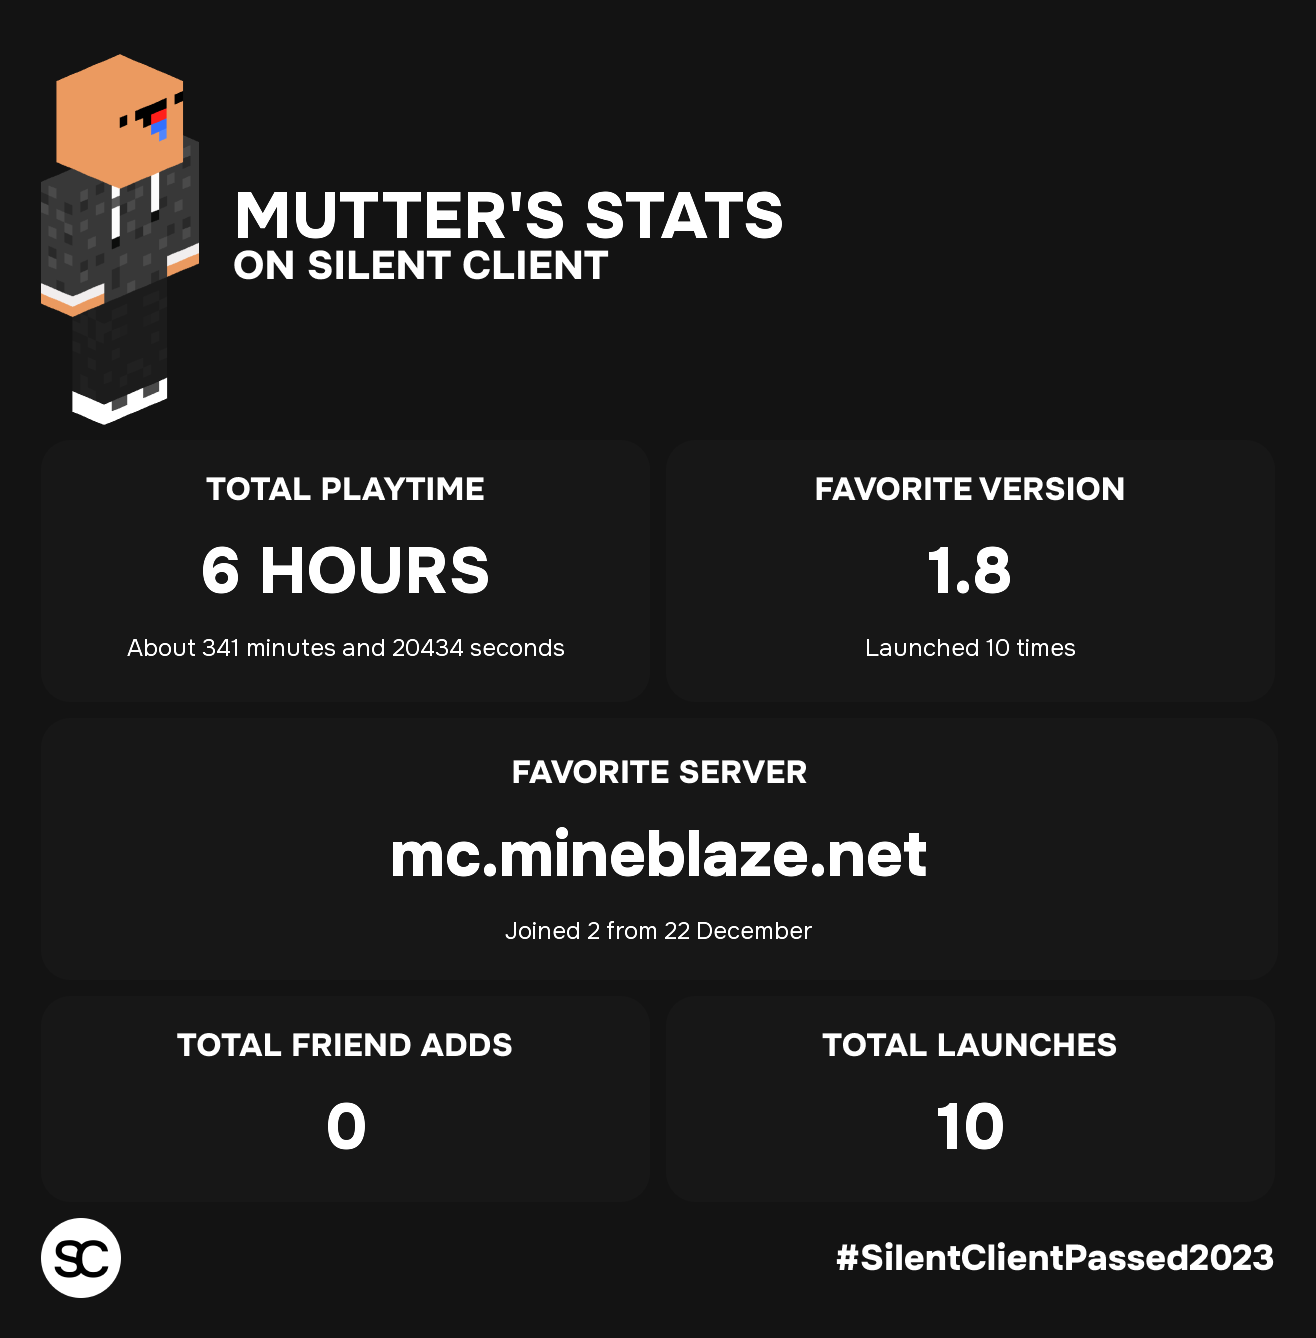 MUTTER'S STATS
ON SILENT CLIENT
TOTAL PLAYTIME
6 HOURS
About 341 minutes and 20434 seconds
FAVORITE VERSION
1.8
Launched 10 times
FAVORITE SERVER
mc.mineblaze.net
Joined 2 from 22 December
TOTAL FRIEND ADDS
0
TOTAL LAUNCHES
10
SC
#SilentClientPassed2023